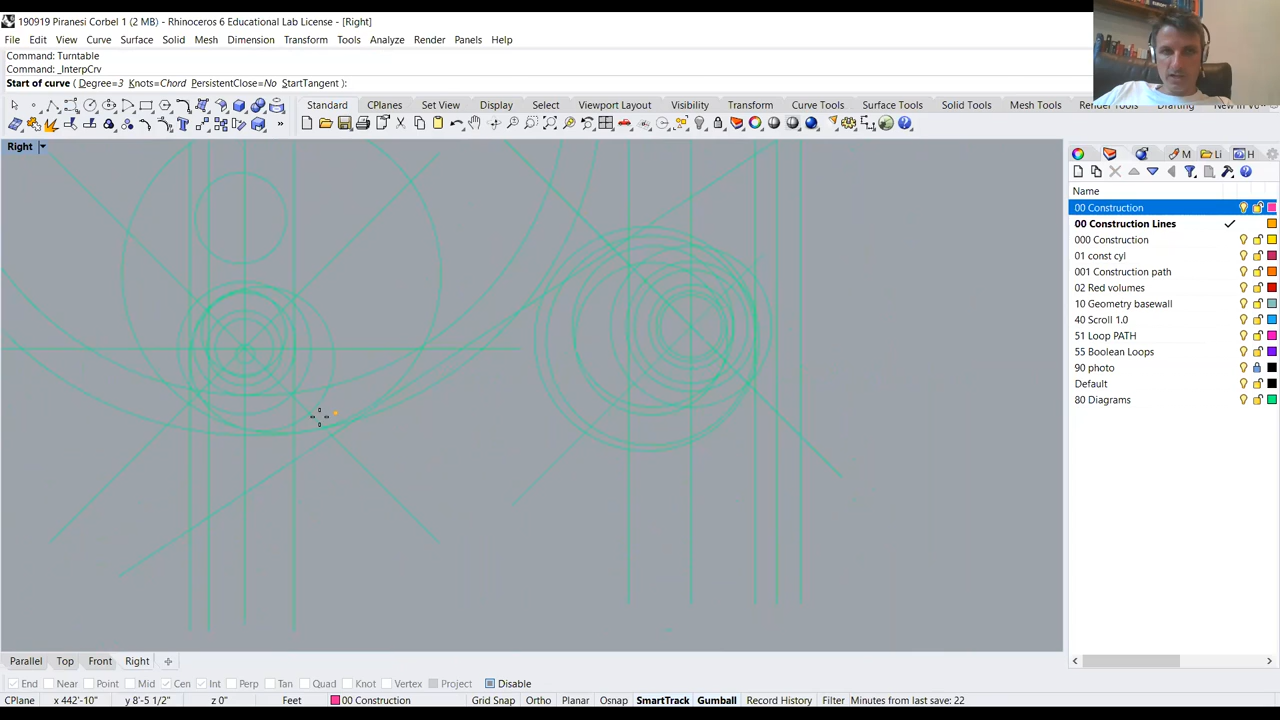 190919 Piranesi Corbel 1 (2 MB) - Rhinoceros 6 Educational Lab License - [Right]
File Edit View Curve Surface Solid Mesh Dimension Transform Tools Analyze Render Panels Help
Command: Turntable
Command: _InterpCrv
Start of curve ( Degree=3 Knots=Chord PersistentClose=No StartTangent ):
Standard CPlanes Set View Display Select Viewport Layout Visibility Transform Curve Tools Surface Tools Solid Tools Mesh Tools Render Tools Drafting New in V6
Right
M Li H
Name
00 Construction
00 Construction Lines
000 Construction
01 const cyl
001 Construction path
02 Red volumes
10 Geometry basewall
40 Scroll 1.0
51 Loop PATH
55 Boolean Loops
90 photo
Default
80 Diagrams
Parallel Top Front Right
End Near Point Mid Cen Int Perp Tan Quad Knot Vertex Project Disable
CPlane x 442'-10" y 8'-5 1/2" z 0" Feet 00 Construction Grid Snap Ortho Planar Osnap SmartTrack Gumball Record History Filter Minutes from last save: 22